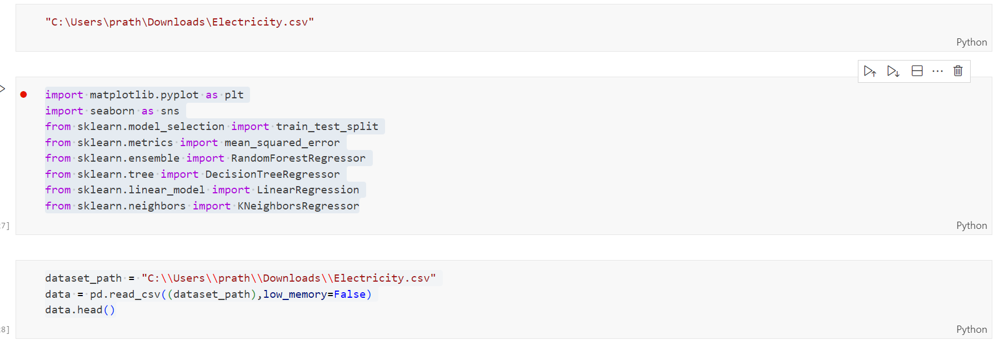 "C:\Users\prath\Downloads\Electricity.csv"
Python
import matplotlib.pyplot as plt
import seaborn as sns
from sklearn.model_selection import train_test_split
from sklearn.metrics import mean_squared_error
from sklearn.ensemble import RandomForestRegressor
from sklearn.tree import DecisionTreeRegressor
from sklearn.linear_model import LinearRegression
from sklearn.neighbors import KNeighborsRegressor
7]
Python
dataset_path = "C:\\Users\\prath\\Downloads\\Electricity.csv"
data = pd.read_csv((dataset_path),low_memory=False)
data.head()
8]
Python